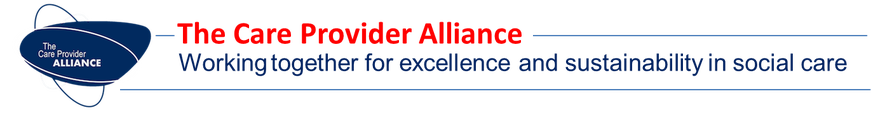 The
Care Provider
ALLIANCE
The Care Provider Alliance
Working together for excellence and sustainability in social care